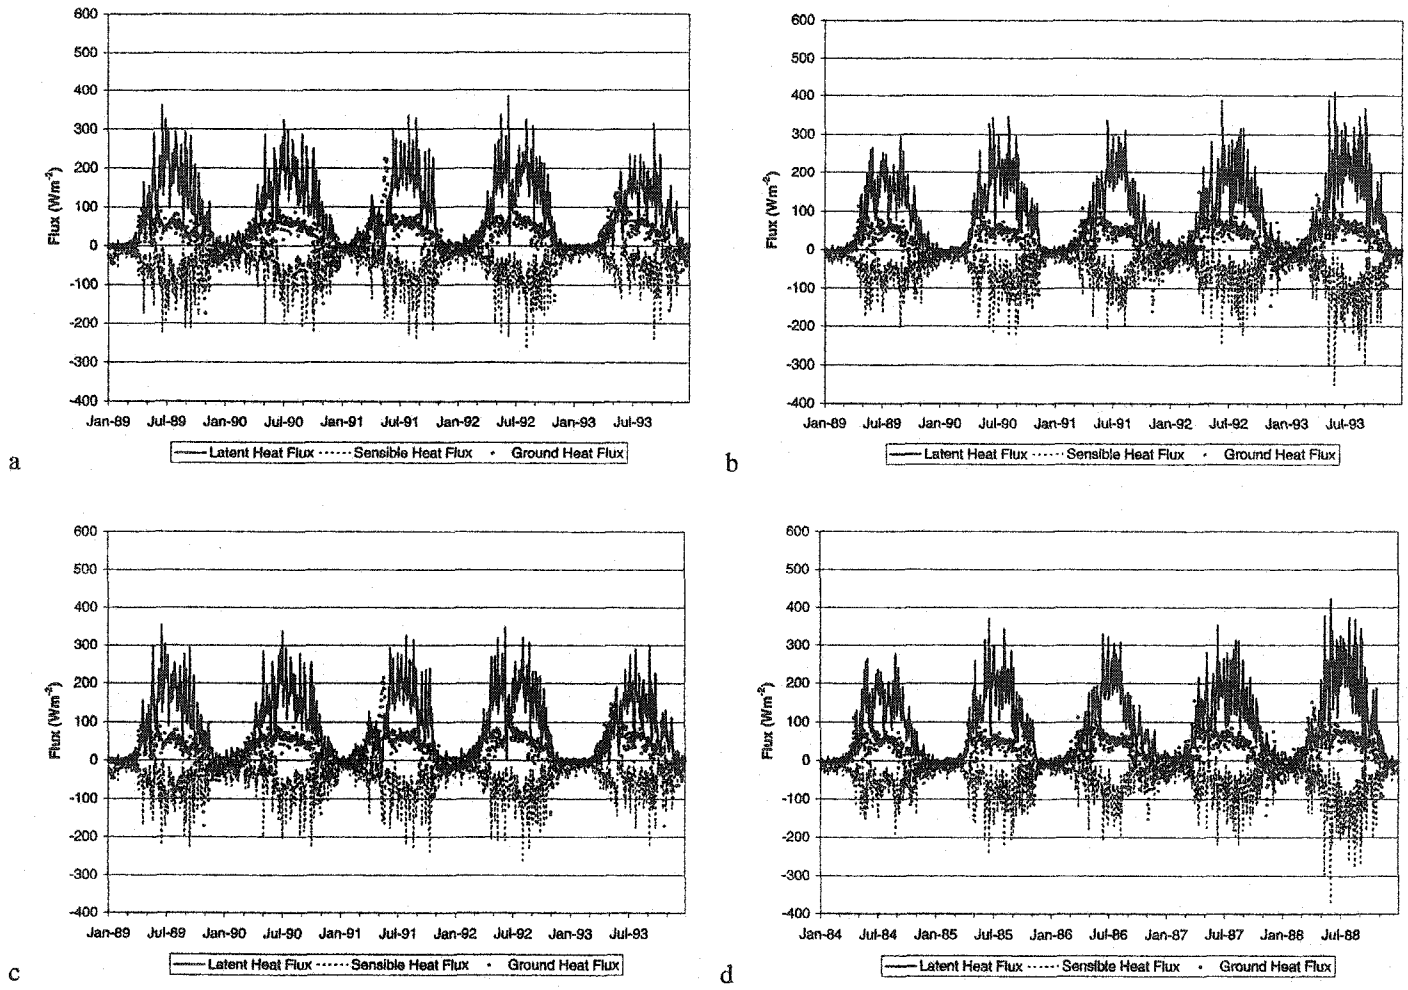 600
500
400
300
200
100
0
-100
-200
-300
-400
Flux (Wm-2)
Jan-89 Jul-89 Jan-90 Jul-90 Jan-91 Jul-91 Jan-92 Jul-92 Jan-93 Jul-93
Latent Heat Flux Sensible Heat Flux Ground Heat Flux
a
600
500
400
300
200
100
0
-100
-200
-300
-400
Flux (Wm-2)
Jan-89 Jul-89 Jan-90 Jul-90 Jan-91 Jul-91 Jan-92 Jul-92 Jan-93 Jul-93
Latent Heat Flux Sensible Heat Flux Ground Heat Flux
b
600
500
400
300
200
100
0
-100
-200
-300
-400
Flux (Wm-2)
Jan-89 Jul-89 Jan-90 Jul-90 Jan-91 Jul-91 Jan-92 Jul-92 Jan-93 Jul-93
Latent Heat Flux Sensible Heat Flux Ground Heat Flux
c
600
500
400
300
200
100
0
-100
-200
-300
-400
Flux (Wm-2)
Jan-84 Jul-84 Jan-85 Jul-85 Jan-86 Jul-86 Jan-87 Jul-87 Jan-88 Jul-88
Latent Heat Flux Sensible Heat Flux Ground Heat Flux
d